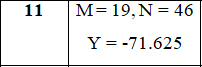 11 M = 19, N = 46
Y = -71.625